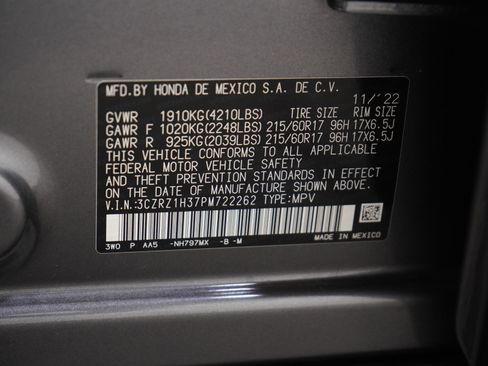 MFD.BY HONDA DE MEXICO S.A. DE C.V.
11/'22
GVWR 1910KG(4210LBS) TIRE SIZE RIM SIZE
GAWR F 1020KG(2248LBS) 215/60R17 96H 17X6.5J
GAWR R 925KG(2039LBS) 215/60R17 96H 17X6.5J
THIS VEHICLE CONFORMS TO ALL APPLICABLE
FEDERAL MOTOR VEHICLE SAFETY
AND THEFT PREVENTION STANDARDS IN EFFECT
ON THE DATE OF MANUFACTURE SHOWN ABOVE.
V.I.N.:3CZRZ1H37PM722262 TYPE:MPV
3WO P AA5 -NH797MX -B -M MADE IN MEXICO